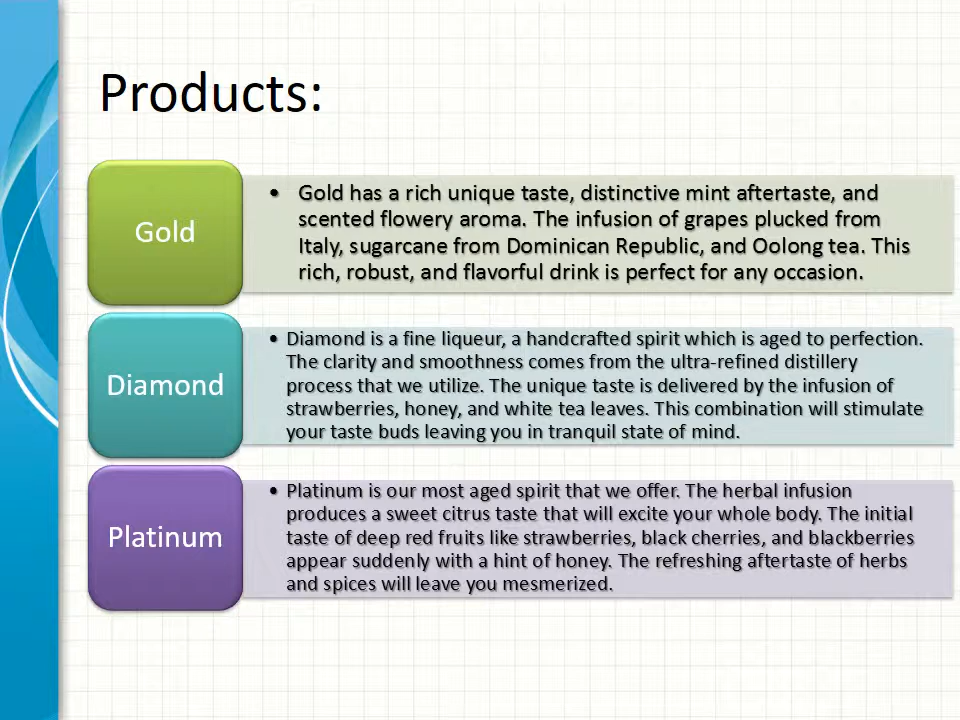 Products:
Gold
• Gold has a rich unique taste, distinctive mint aftertaste, and
scented flowery aroma. The infusion of grapes plucked from
Italy, sugarcane from Dominican Republic, and Oolong tea. This
rich, robust, and flavorful drink is perfect for any occasion.
Diamond
• Diamond is a fine liqueur, a handcrafted spirit which is aged to perfection.
The clarity and smoothness comes from the ultra-refined distillery
process that we utilize. The unique taste is delivered by the infusion of
strawberries, honey, and white tea leaves. This combination will stimulate
your taste buds leaving you in tranquil state of mind.
Platinum
• Platinum is our most aged spirit that we offer. The herbal infusion
produces a sweet citrus taste that will excite your whole body. The initial
taste of deep red fruits like strawberries, black cherries, and blackberries
appear suddenly with a hint of honey. The refreshing aftertaste of herbs
and spices will leave you mesmerized.